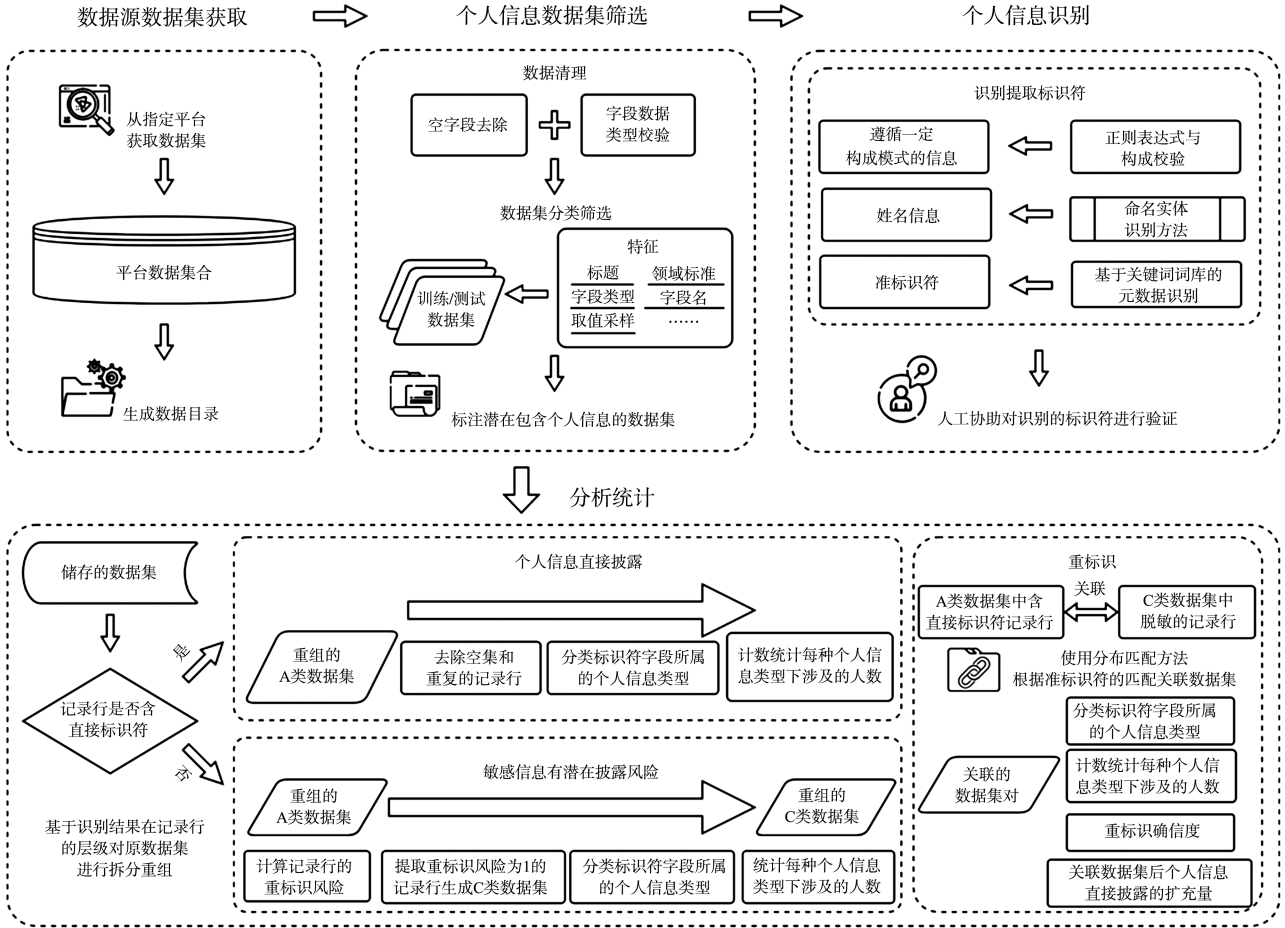 数据源数据集获取
个人信息数据集筛选
个人信息识别
从指定平台
获取数据集
平台数据集合
生成数据目录
数据清理
空字段去除
字段数据
类型校验
数据集分类筛选
特征
标题
领域标准
字段类型
字段名
取值采样
……
训练/测试
数据集
标注潜在包含个人信息的数据集
识别提取标识符
遵循一定
构成模式的信息
正则表达式与
构成校验
姓名信息
命名实体
识别方法
准标识符
基于关键词词库的
元数据识别
人工协助对识别的标识符进行验证
分析统计
储存的数据集
记录行是否含
直接标识符
是
否
基于识别结果在记录行
的层级对原数据集
进行拆分重组
个人信息直接披露
重组的
A类数据集
去除空集和
重复的记录行
分类标识符字段所属
的个人信息类型
计数统计每种个人信
息类型下涉及的人数
敏感信息有潜在披露风险
重组的
A类数据集
重组的
C类数据集
计算记录行的
重标识风险
提取重标识风险为1的
记录行生成C类数据集
分类标识符字段所属
的个人信息类型
统计每种个人信息
类型下涉及的人数
重标识
A类数据集中含
直接标识符记录行
关联
C类数据集中
脱敏的记录行
使用分布匹配方法
根据准标识符的匹配关联数据集
关联的
数据集对
分类标识符字段所属
的个人信息类型
计数统计每种个人信
息类型下涉及的人数
重标识确信度
关联数据集后个人信息
直接披露的扩充量